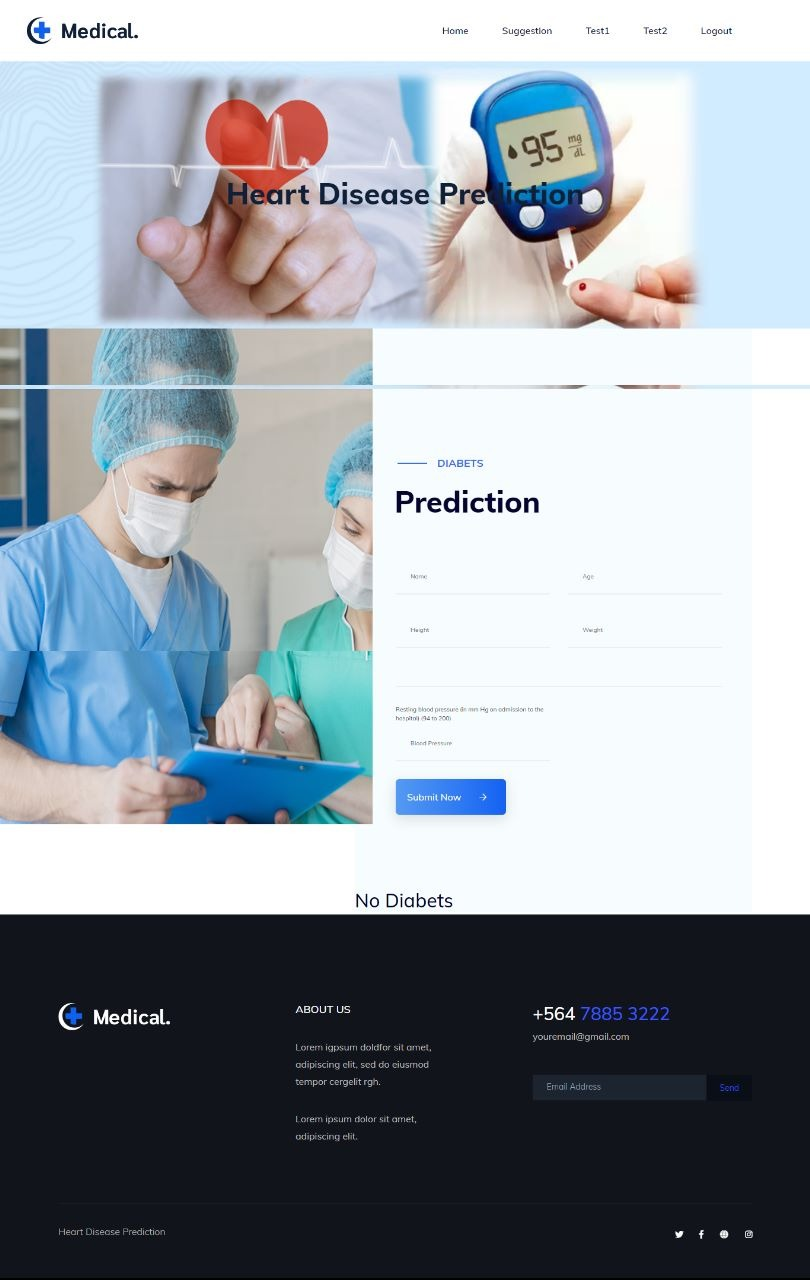 Medical.
Home Suggestion Test1 Test2 Logout
95 mg
dL
Heart Disease Prediction
DIABETS
Prediction
Name Age
Height Weight
Resting blood pressure (in mm Hg on admission to the
hospital) (94 to 200)
Blood Pressure
Submit Now
No Diabets
Medical.
ABOUT US
Lorem igpsum doldfor sit amet,
adipiscing elit, sed do eiusmod
tempor cergelit rgh.
Lorem ipsum dolor sit amet,
adipiscing elit.
+564 7885 3222
youremail@gmail.com
Email Address Send
Heart Disease Prediction